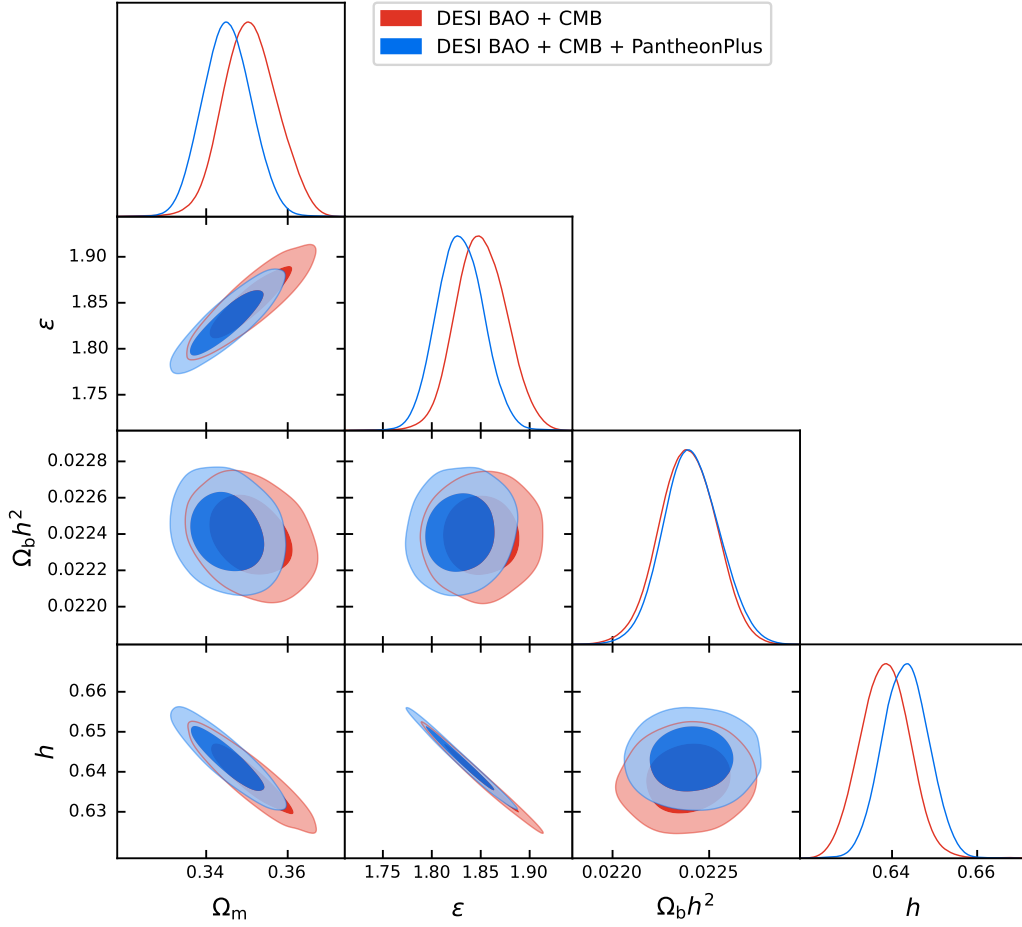 DESI BAO + CMB
DESI BAO + CMB + PantheonPlus
1.90
1.85
1.80
1.75
ε
0.0228
0.0226
0.0224
0.0222
0.0220
Ω_b h²
0.66
0.65
0.64
0.63
h
0.34 0.36
1.75 1.80 1.85 1.90
0.0220 0.0225
0.64 0.66
Ω_m
ε
Ω_b h²
h